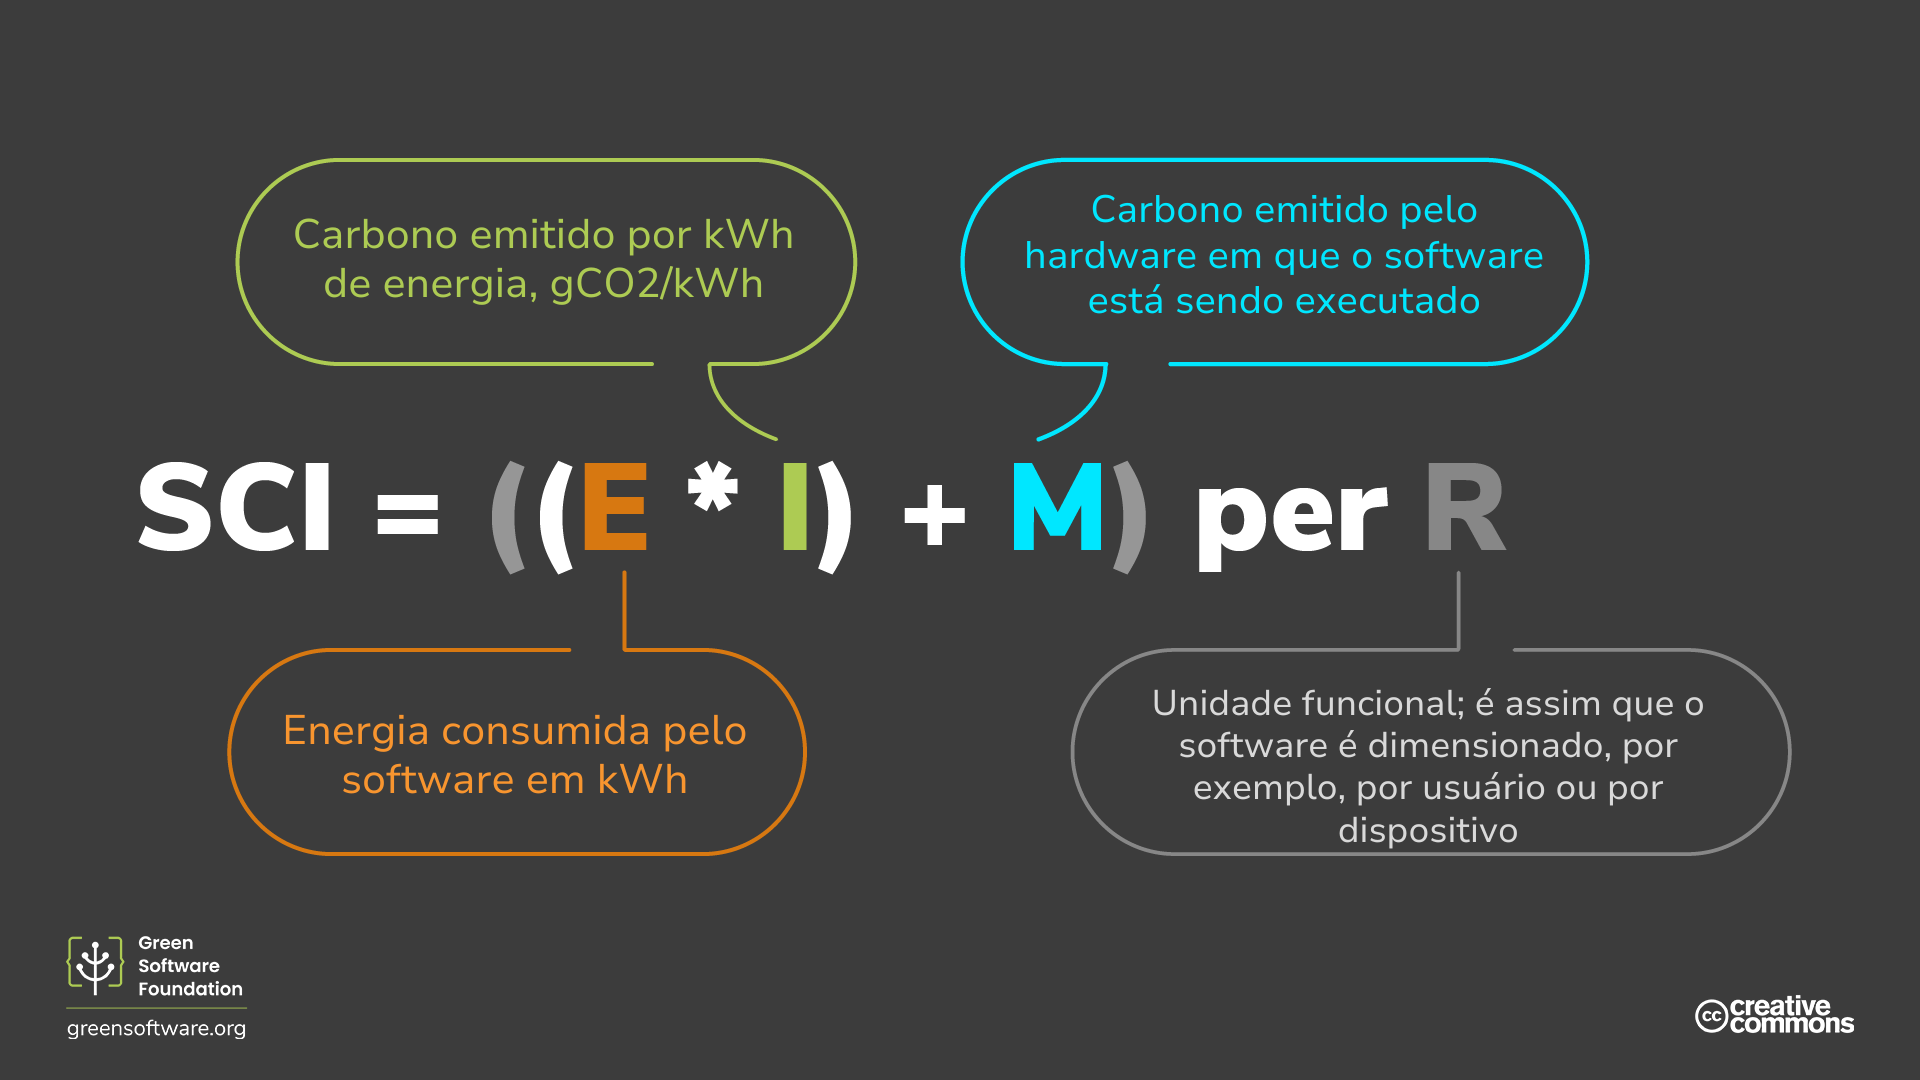 Carbono emitido por kWh
de energia, gCO2/kWh
Carbono emitido pelo
hardware em que o software
está sendo executado
SCI = ((E * I) + M) per R
Energia consumida pelo
software em kWh
Unidade funcional; é assim que o
software é dimensionado, por
exemplo, por usuário ou por
dispositivo
Green
Software
Foundation
greensoftware.org
cc creative
commons